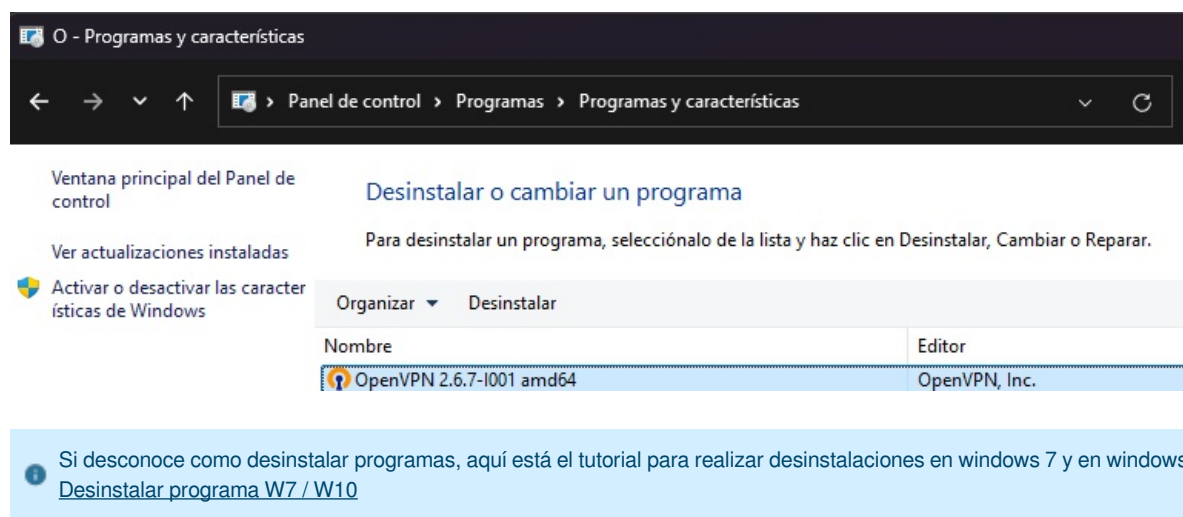 O - Programas y características
Panel de control › Programas › Programas y características
Ventana principal del Panel de
control
Ver actualizaciones instaladas
Activar o desactivar las caracter
ísticas de Windows
Desinstalar o cambiar un programa
Para desinstalar un programa, selecciónalo de la lista y haz clic en Desinstalar, Cambiar o Reparar.
Organizar Desinstalar
Nombre Editor
OpenVPN 2.6.7-I001 amd64 OpenVPN, Inc.
Si desconoce como desinstalar programas, aquí está el tutorial para realizar desinstalaciones en windows 7 y en windows
Desinstalar programa W7 / W10